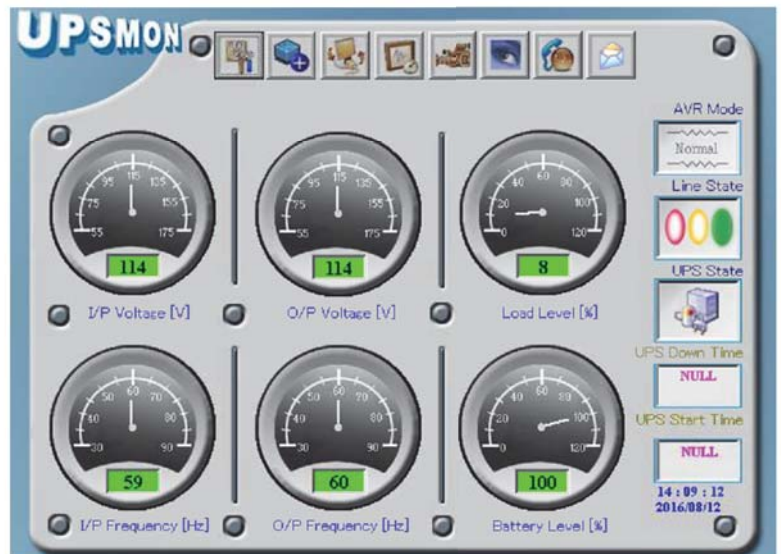 UPSMON
AVR Mode
Normal
Line State
UPS State
UPS Down Time
NULL
UPS Start Time
NULL
14 : 09 : 12
2016/08/12
55 75 95 115 135 155 175
114
I/P Voltage [V]
55 75 95 115 135 155 175
114
O/P Voltage [V]
0 20 40 60 80 100 120
8
Load Level [%]
30 40 50 60 70 80 90
59
I/P Frequency [Hz]
30 40 50 60 70 80 90
60
O/P Frequency [Hz]
0 20 40 60 80 100 120
100
Battery Level [%]